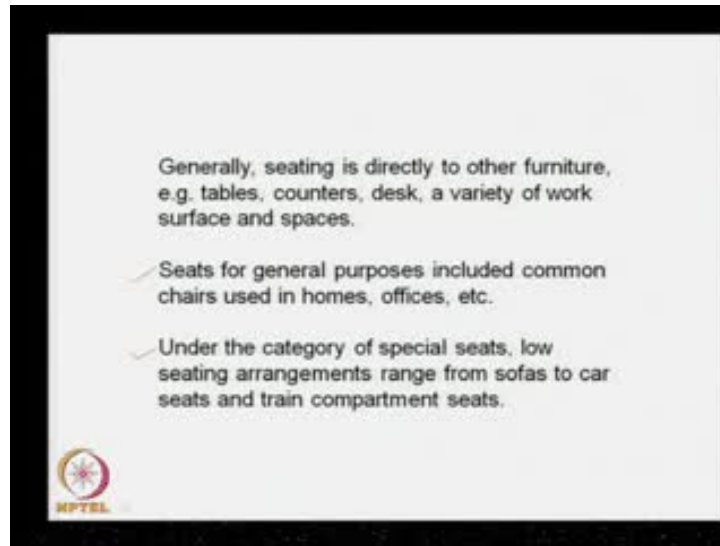 Generally, seating is directly to other furniture,
e.g. tables, counters, desk, a variety of work
surface and spaces.
Seats for general purposes included common
chairs used in homes, offices, etc.
Under the category of special seats, low
seating arrangements range from sofas to car
seats and train compartment seats.
NPTEL